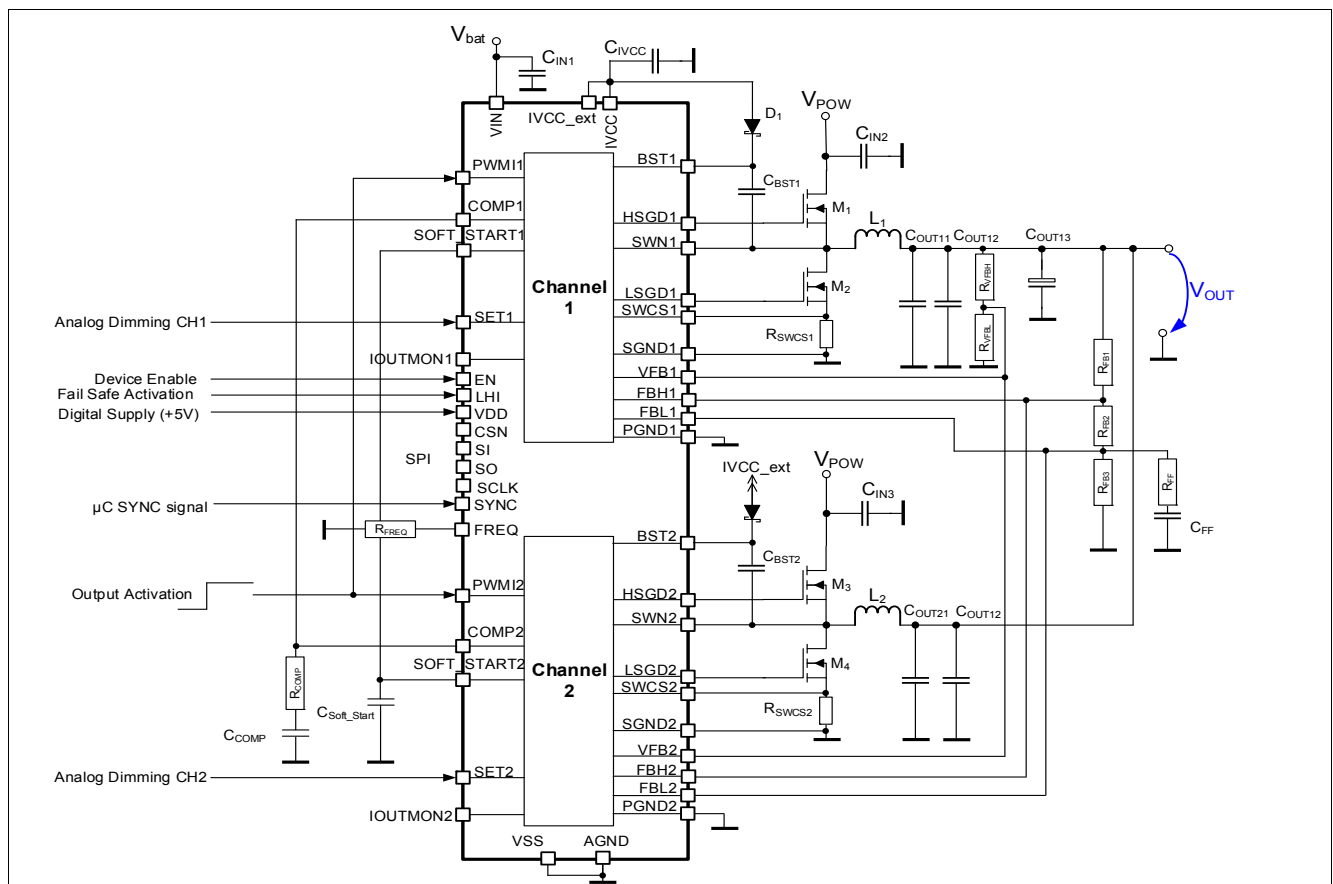 Vbat
CIN1
CIVCC
VIN
IVCC_ext
IVCC
D1
VPOW
CIN2
PWMI1
BST1
CBST1
COMP1
HSGD1
M1
SOFT_START1
SWN1
L1
COUT11
COUT12
COUT13
RVFBH
Channel
1
LSGD1
M2
VOUT
Analog Dimming CH1
SET1
SWCS1
RSWCS1
RVFBL
IOUTMON1
SGND1
RFB1
Device Enable
EN
VFB1
Fail Safe Activation
LHI
FBH1
Digital Supply (+5V)
VDD
FBL1
RFB2
CSN
PGND1
SI
SPI
SO
IVCC_ext
VPOW
RFB3
RFF
SCLK
CIN3
µC SYNC signal
SYNC
RFREQ
FREQ
CFF
BST2
CBST2
Output Activation
PWMI2
HSGD2
M3
SWN2
L2
COUT21
COUT12
COMP2
SOFT_START2
Channel
2
LSGD2
M4
RCOMP
SWCS2
CSoft_Start
RSWCS2
CCOMP
SGND2
VFB2
Analog Dimming CH2
SET2
FBH2
FBL2
IOUTMON2
PGND2
VSS
AGND